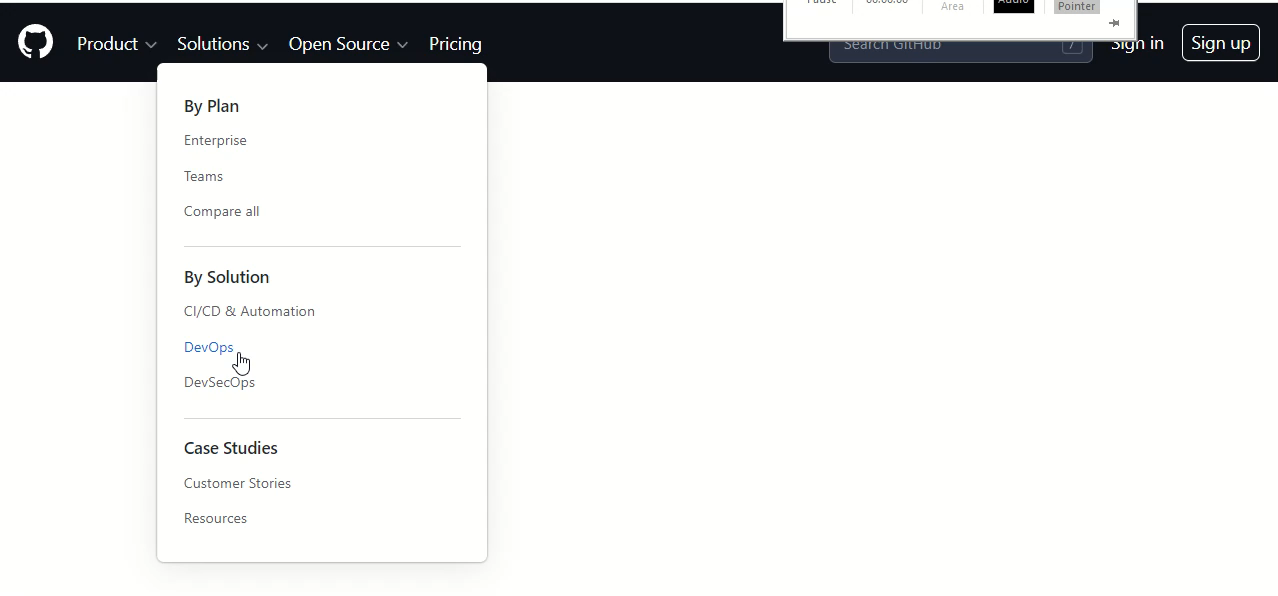 Pause 00:00:00 Area Audio Pointer
Product Solutions Open Source Pricing Search GitHub / Sign in Sign up
By Plan
Enterprise
Teams
Compare all
By Solution
CI/CD & Automation
DevOps
DevSecOps
Case Studies
Customer Stories
Resources